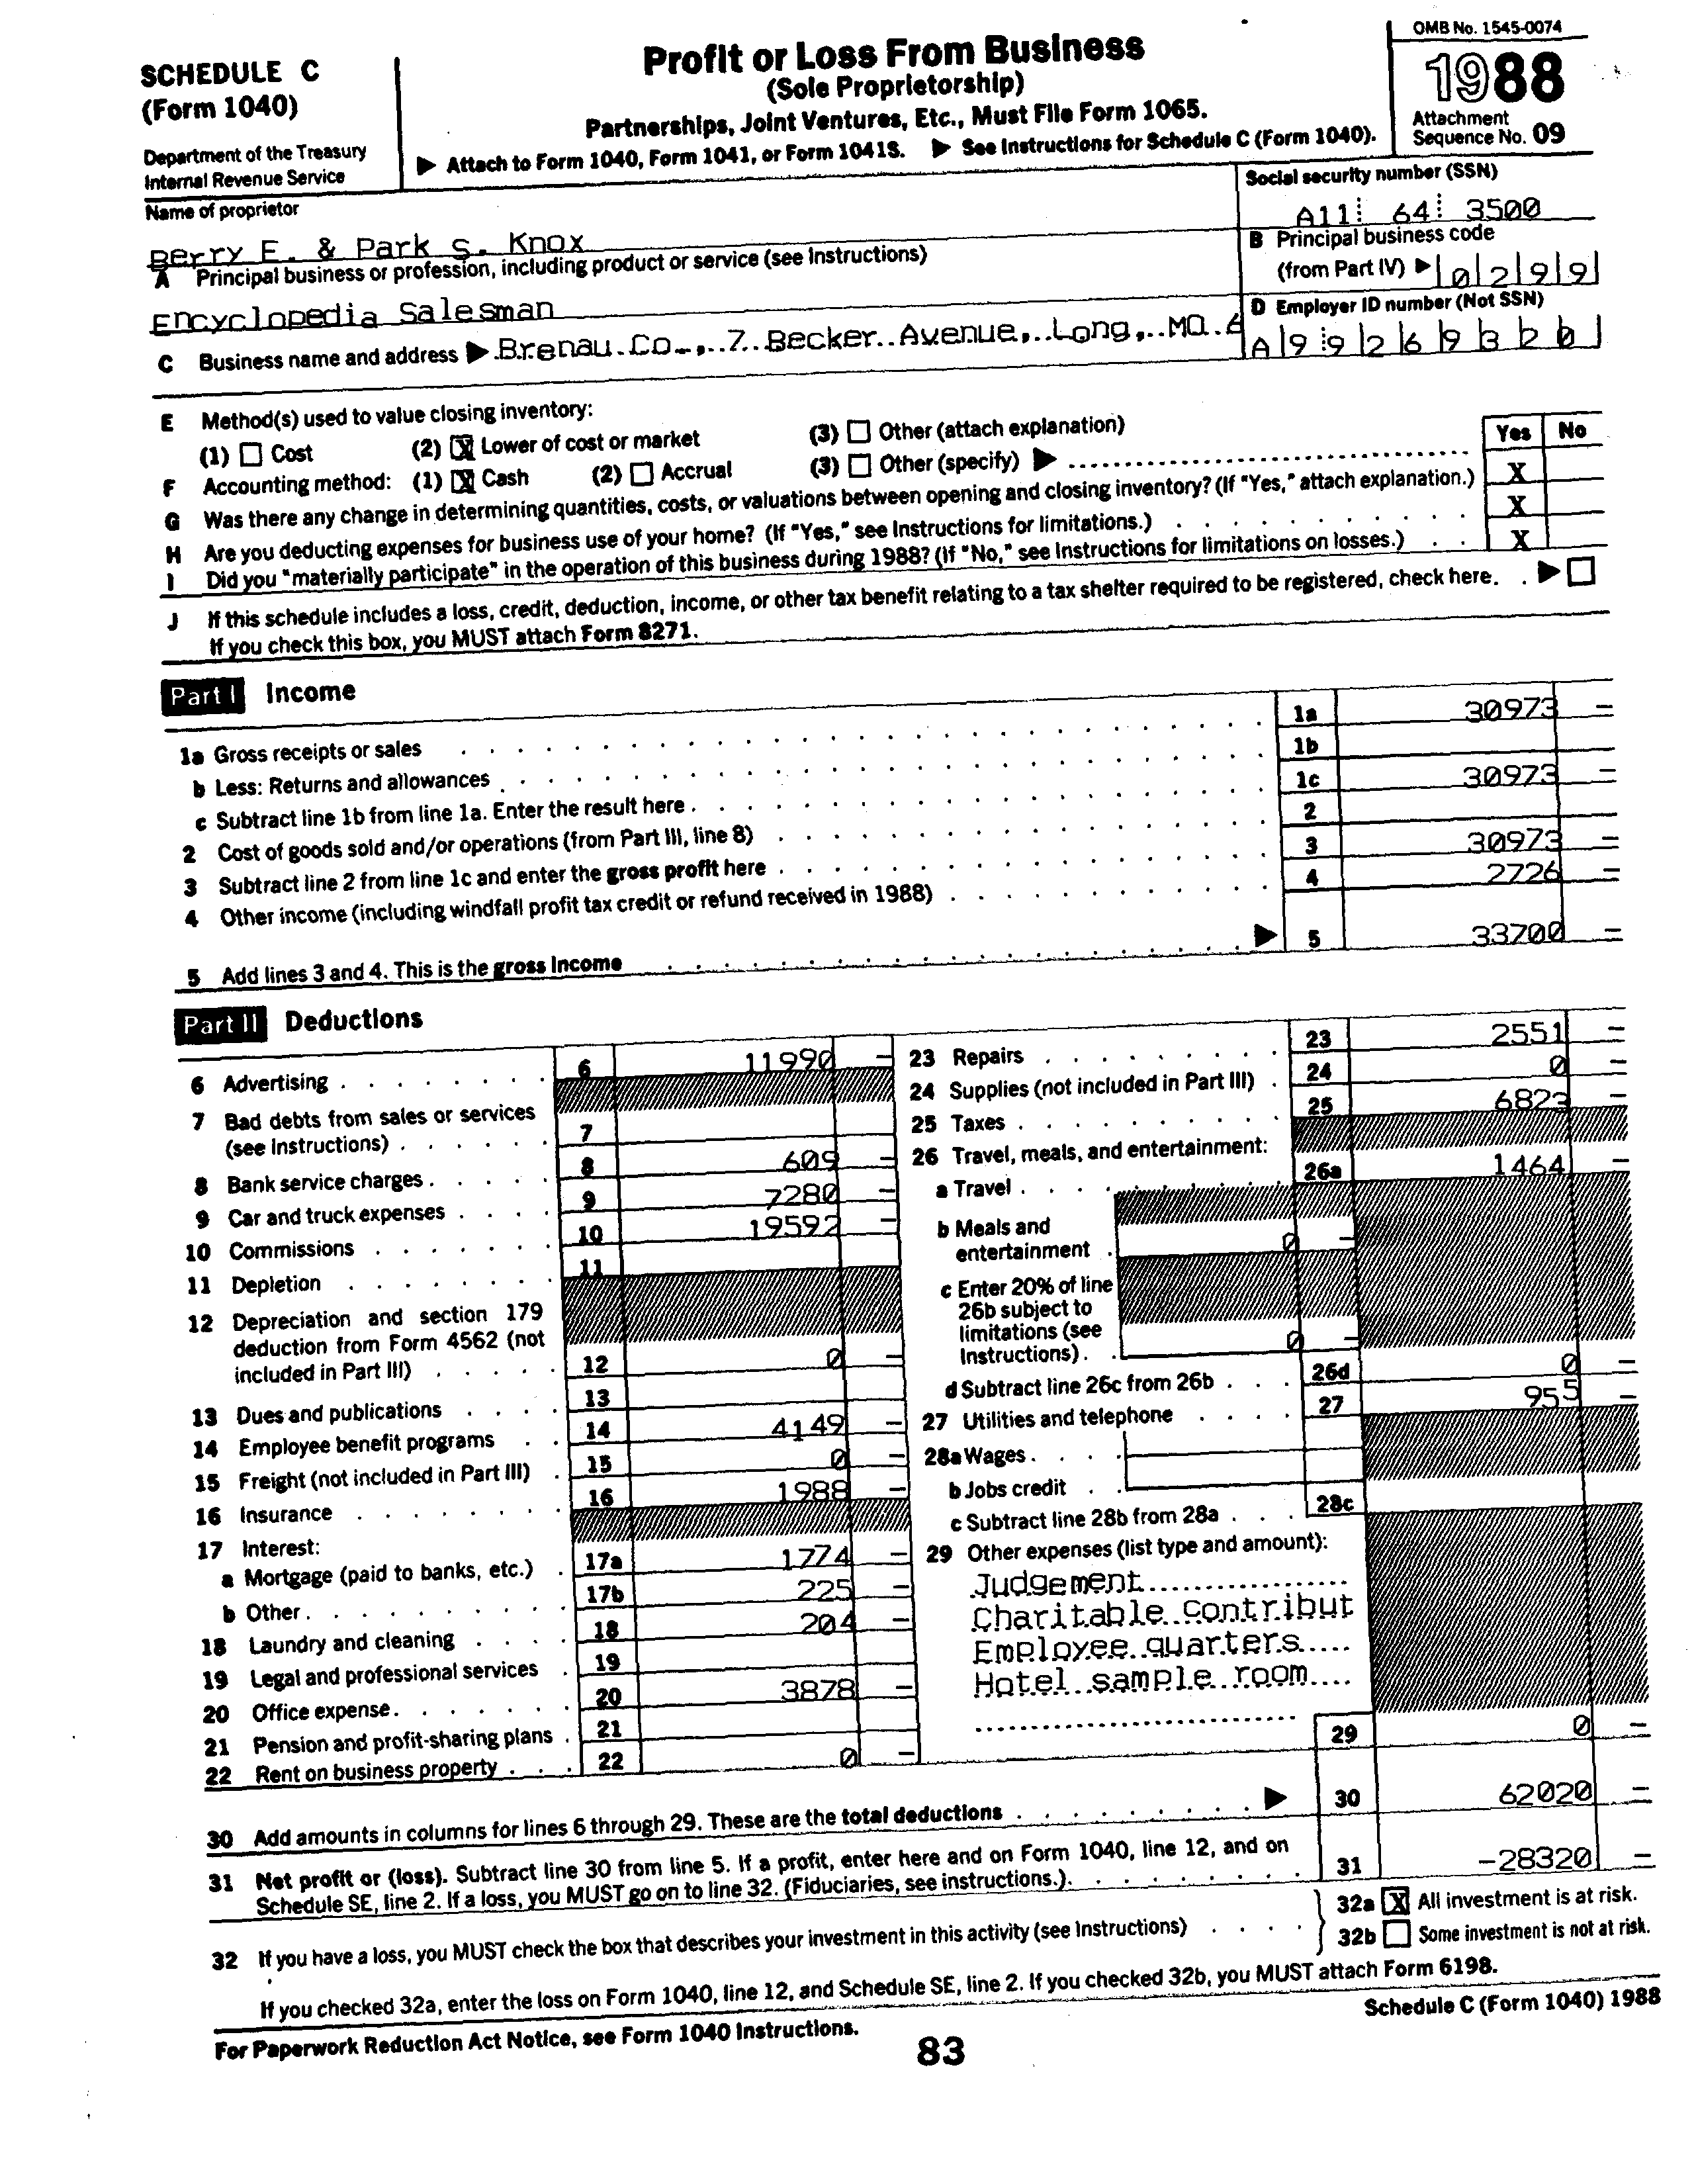 SCHEDULE C
(Form 1040)
Department of the Treasury
Internal Revenue Service
Profit or Loss From Business
(Sole Proprietorship)
Partnerships, Joint Ventures, Etc., Must File Form 1065.
▶ Attach to Form 1040, Form 1041, or Form 1041S. ▶ See Instructions for Schedule C (Form 1040).
OMB No. 1545-0074
1988
Attachment
Sequence No. 09
Name of proprietor
Berry E. & Park S. Knox
Social security number (SSN)
A11 64 3500
A Principal business or profession, including product or service (see Instructions)
Encyclopedia Salesman
B Principal business code
(from Part IV) ▶ 0299
C Business name and address ▶ Brenau Co., 7 Becker Avenue, Long, MO
D Employer ID number (Not SSN)
A99269320
E Method(s) used to value closing inventory:
(1) Cost (2) X Lower of cost or market (3) Other (attach explanation)
Yes No
F Accounting method: (1) X Cash (2) Accrual (3) Other (specify) ▶
G Was there any change in determining quantities, costs, or valuations between opening and closing inventory? (If "Yes," attach explanation.) X
H Are you deducting expenses for business use of your home? (If "Yes," see Instructions for limitations.) X
I Did you "materially participate" in the operation of this business during 1988? (If "No," see Instructions for limitations on losses.) X
J If this schedule includes a loss, credit, deduction, income, or other tax benefit relating to a tax shelter required to be registered, check here. ▶
If you check this box, you MUST attach Form 8271.
Part I Income
1a Gross receipts or sales 1a 30973 –
b Less: Returns and allowances 1b
c Subtract line 1b from line 1a. Enter the result here 1c 30973 –
2 Cost of goods sold and/or operations (from Part III, line 8) 2
3 Subtract line 2 from line 1c and enter the gross profit here 3 30973 –
4 Other income (including windfall profit tax credit or refund received in 1988) 4 2726 –
5 Add lines 3 and 4. This is the gross income ▶ 5 33700 –
Part II Deductions
6 Advertising 6 11990 –
7 Bad debts from sales or services
(see Instructions) 7
8 Bank service charges 8 609 –
9 Car and truck expenses 9 7280 –
10 Commissions 10 19592 –
11 Depletion 11
12 Depreciation and section 179
deduction from Form 4562 (not
included in Part III) 12 0 –
13 Dues and publications 13
14 Employee benefit programs 14 4149 –
15 Freight (not included in Part III) 15 0 –
16 Insurance 16 1988 –
17 Interest:
a Mortgage (paid to banks, etc.) 17a 1774 –
b Other 17b 225 –
18 Laundry and cleaning 18 204 –
19 Legal and professional services 19
20 Office expense 20 3878 –
21 Pension and profit-sharing plans 21
22 Rent on business property 22 0 –
23 Repairs 23 2551 –
24 Supplies (not included in Part III) 24 0 –
25 Taxes 25 6823 –
26 Travel, meals, and entertainment:
a Travel 26a 1464 –
b Meals and
entertainment 0 –
c Enter 20% of line
26b subject to
limitations (see
Instructions) 0 –
d Subtract line 26c from 26b 26d 0 –
27 Utilities and telephone 27 955 –
28a Wages
b Jobs credit
c Subtract line 28b from 28a 28c
29 Other expenses (list type and amount):
Judgement
Charitable contribut
Employee quarters
Hotel sample room
29 0 –
30 Add amounts in columns for lines 6 through 29. These are the total deductions ▶ 30 62020 –
31 Net profit or (loss). Subtract line 30 from line 5. If a profit, enter here and on Form 1040, line 12, and on
Schedule SE, line 2. If a loss, you MUST go on to line 32. (Fiduciaries, see instructions.) 31 -28320 –
32 If you have a loss, you MUST check the box that describes your investment in this activity (see Instructions)
32a X All investment is at risk.
32b Some investment is not at risk.
If you checked 32a, enter the loss on Form 1040, line 12, and Schedule SE, line 2. If you checked 32b, you MUST attach Form 6198.
For Paperwork Reduction Act Notice, see Form 1040 Instructions.
Schedule C (Form 1040) 1988
83